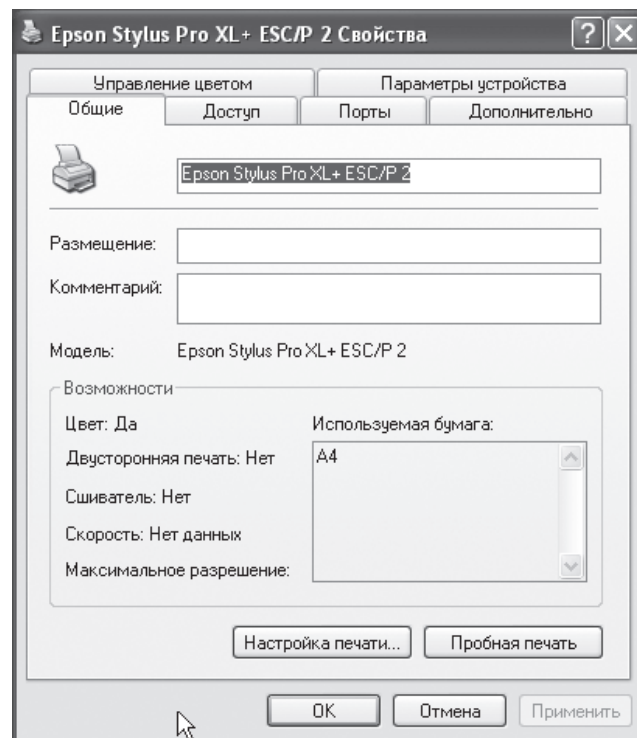 Epson Stylus Pro XL+ ESC/P 2 Свойства
Управление цветом Параметры устройства
Общие Доступ Порты Дополнительно
Epson Stylus Pro XL+ ESC/P 2
Размещение:
Комментарий:
Модель: Epson Stylus Pro XL+ ESC/P 2
Возможности
Цвет: Да Используемая бумага:
Двусторонняя печать: Нет A4
Сшиватель: Нет
Скорость: Нет данных
Максимальное разрешение:
Настройка печати... Пробная печать
OK Отмена Применить